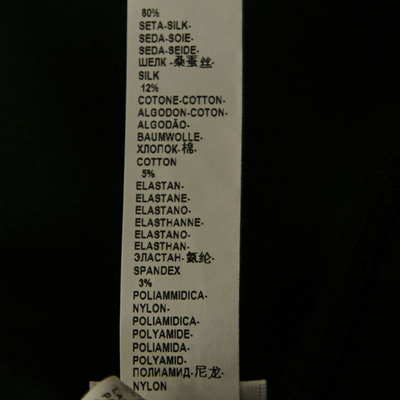 80%
SETA-SILK-
SEDA-SOIE-
SEDA-SEIDE-
ШЕЛК-桑蚕丝-
SILK
12%
COTONE-COTTON-
ALGODON-COTON-
ALGODÃO-
BAUMWOLLE-
ХЛОПОК-棉-
COTTON
5%
ELASTAN-
ELASTANE-
ELASTANO-
ELASTHANNE-
ELASTANO-
ELASTHAN-
ЭЛАСТАН-氨纶-
SPANDEX
3%
POLIAMMIDICA-
NYLON-
POLIAMIDICA-
POLYAMIDE-
POLIAMIDA-
POLYAMID-
ПОЛИАМИД-尼龙-
NYLON